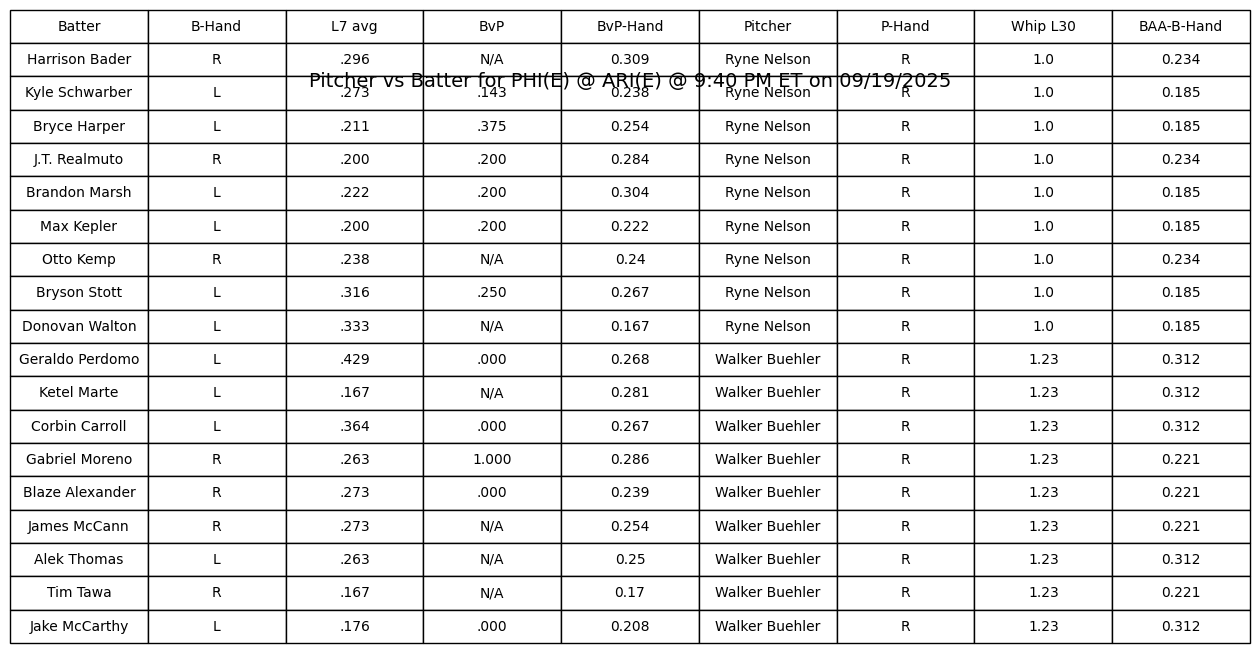 Batter B-Hand L7 avg BvP BvP-Hand Pitcher P-Hand Whip L30 BAA-B-Hand
Harrison Bader R .296 N/A 0.309 Ryne Nelson R 1.0 0.234
Pitcher vs Batter for PHI(E) @ ARI(E) @ 9:40 PM ET on 09/19/2025
Kyle Schwarber L .273 .143 0.238 Ryne Nelson R 1.0 0.185
Bryce Harper L .211 .375 0.254 Ryne Nelson R 1.0 0.185
J.T. Realmuto R .200 .200 0.284 Ryne Nelson R 1.0 0.234
Brandon Marsh L .222 .200 0.304 Ryne Nelson R 1.0 0.185
Max Kepler L .200 .200 0.222 Ryne Nelson R 1.0 0.185
Otto Kemp R .238 N/A 0.24 Ryne Nelson R 1.0 0.234
Bryson Stott L .316 .250 0.267 Ryne Nelson R 1.0 0.185
Donovan Walton L .333 N/A 0.167 Ryne Nelson R 1.0 0.185
Geraldo Perdomo L .429 .000 0.268 Walker Buehler R 1.23 0.312
Ketel Marte L .167 N/A 0.281 Walker Buehler R 1.23 0.312
Corbin Carroll L .364 .000 0.267 Walker Buehler R 1.23 0.312
Gabriel Moreno R .263 1.000 0.286 Walker Buehler R 1.23 0.221
Blaze Alexander R .273 .000 0.239 Walker Buehler R 1.23 0.221
James McCann R .273 N/A 0.254 Walker Buehler R 1.23 0.221
Alek Thomas L .263 N/A 0.25 Walker Buehler R 1.23 0.312
Tim Tawa R .167 N/A 0.17 Walker Buehler R 1.23 0.221
Jake McCarthy L .176 .000 0.208 Walker Buehler R 1.23 0.312